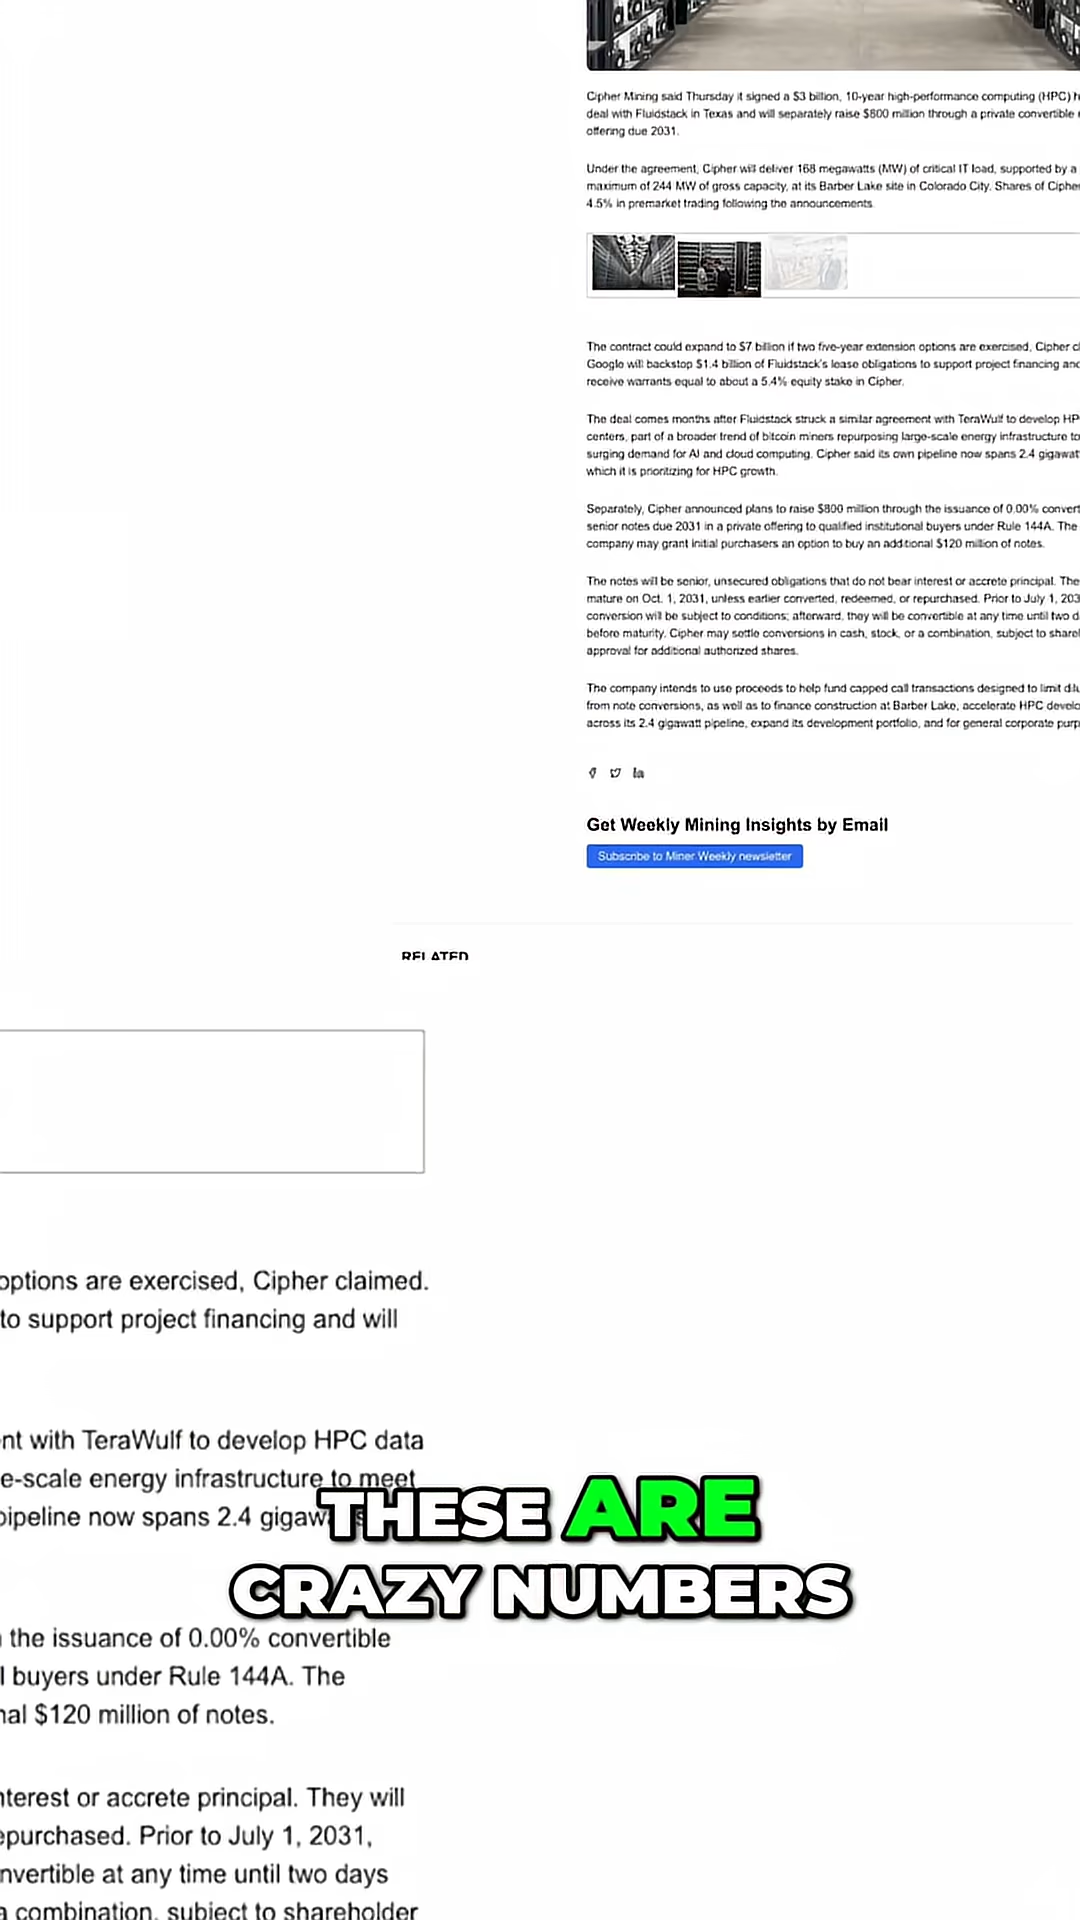 Cipher Mining said Thursday it signed a $3 billion, 10-year high-performance computing (HPC) h
deal with Fluidstack in Texas and will separately raise $800 million through a private convertible
offering due 2031.
Under the agreement, Cipher will deliver 168 megawatts (MW) of critical IT load, supported by a
maximum of 244 MW of gross capacity, at its Barber Lake site in Colorado City. Shares of Cipher
4.5% in premarket trading following the announcements.
The contract could expand to $7 billion if two five-year extension options are exercised, Cipher cl
Google will backstop $1.4 billion of Fluidstack's lease obligations to support project financing and
receive warrants equal to about a 5.4% equity stake in Cipher.
The deal comes months after Fluidstack struck a similar agreement with TeraWulf to develop HP
centers, part of a broader trend of bitcoin miners repurposing large-scale energy infrastructure to
surging demand for AI and cloud computing. Cipher said its own pipeline now spans 2.4 gigawat
which it is prioritizing for HPC growth.
Separately, Cipher announced plans to raise $800 million through the issuance of 0.00% convert
senior notes due 2031 in a private offering to qualified institutional buyers under Rule 144A. The
company may grant initial purchasers an option to buy an additional $120 million of notes.
The notes will be senior, unsecured obligations that do not bear interest or accrete principal. The
mature on Oct. 1, 2031, unless earlier converted, redeemed, or repurchased. Prior to July 1, 203
conversion will be subject to conditions; afterward, they will be convertible at any time until two d
before maturity. Cipher may settle conversions in cash, stock, or a combination, subject to sharel
approval for additional authorized shares.
The company intends to use proceeds to help fund capped call transactions designed to limit dilu
from note conversions, as well as to finance construction at Barber Lake, accelerate HPC develo
across its 2.4 gigawatt pipeline, expand its development portfolio, and for general corporate purp
Get Weekly Mining Insights by Email
Subscribe to Miner Weekly newsletter
RELATED
options are exercised, Cipher claimed.
to support project financing and will
nt with TeraWulf to develop HPC data
e-scale energy infrastructure to meet
pipeline now spans 2.4 gigaw
THESE ARE
CRAZY NUMBERS
the issuance of 0.00% convertible
l buyers under Rule 144A. The
nal $120 million of notes.
nterest or accrete principal. They will
epurchased. Prior to July 1, 2031,
nvertible at any time until two days
a combination, subject to shareholder